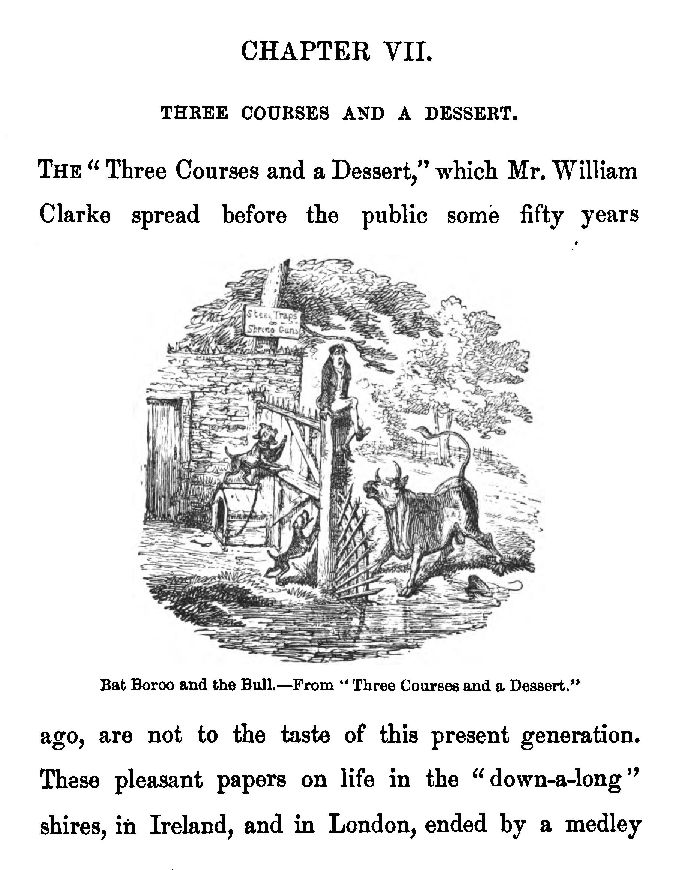 CHAPTER VII.
THREE COURSES AND A DESSERT.
THE “Three Courses and a Dessert,” which Mr. William
Clarke spread before the public some fifty years
Steel Traps
Spring Guns
Bat Boroo and the Bull.—From “Three Courses and a Dessert.”
ago, are not to the taste of this present generation.
These pleasant papers on life in the “down-a-long”
shires, in Ireland, and in London, ended by a medley